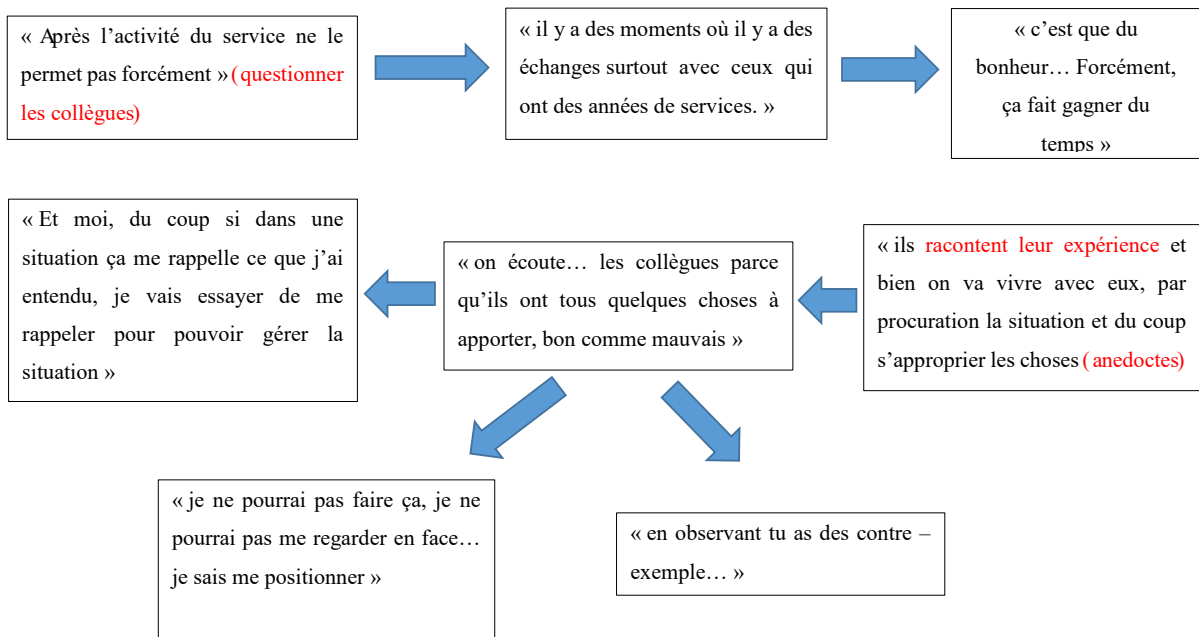 « Après l’activité du service ne le
permet pas forcément » (questionner
les collègues)
« il y a des moments où il y a des
échanges surtout avec ceux qui
ont des années de services. »
« c’est que du
bonheur… Forcément,
ça fait gagner du
temps »
« ils racontent leur expérience et
bien on va vivre avec eux, par
procuration la situation et du coup
s’approprier les choses (anedoctes)
« on écoute… les collègues parce
qu’ils ont tous quelques choses à
apporter, bon comme mauvais »
« Et moi, du coup si dans une
situation ça me rappelle ce que j’ai
entendu, je vais essayer de me
rappeler pour pouvoir gérer la
situation »
« je ne pourrai pas faire ça, je ne
pourrai pas me regarder en face…
je sais me positionner »
« en observant tu as des contre –
exemple… »